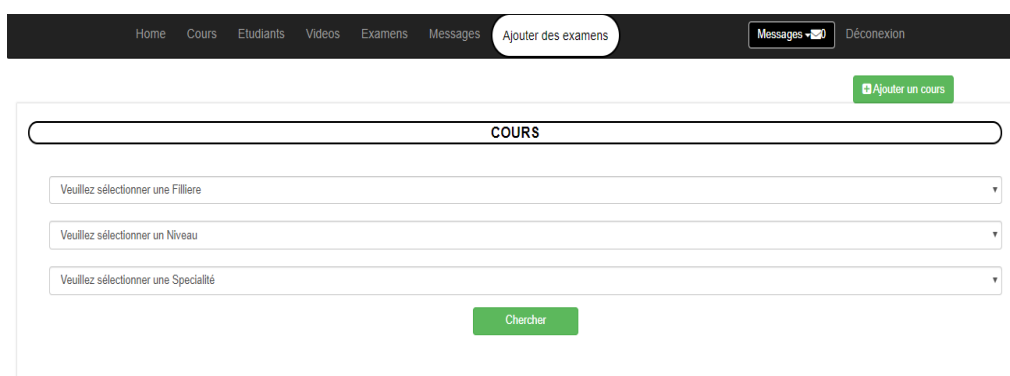 Home Cours Etudiants Videos Examens Messages Ajouter des examens Messages 0 Déconexion
Ajouter un cours
COURS
Veuillez sélectionner une Filliere
Veuillez sélectionner un Niveau
Veuillez sélectionner une Specialité
Chercher